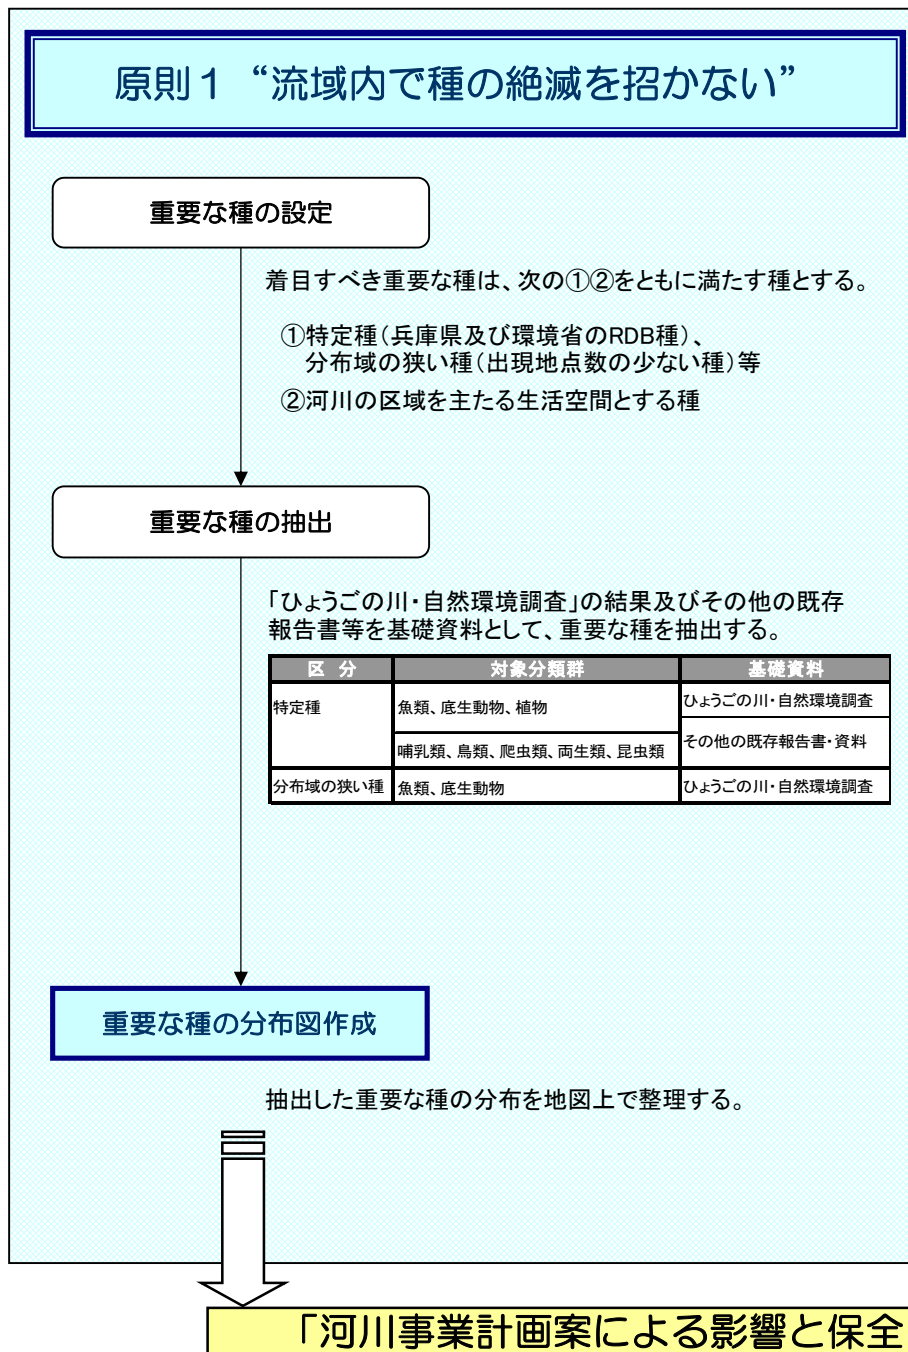 原則１“流域内で種の絶滅を招かない”
重要な種の設定
着目すべき重要な種は、次の①②をともに満たす種とする。
①特定種(兵庫県及び環境省のRDB種)、
分布域の狭い種(出現地点数の少ない種)等
②河川の区域を主たる生活空間とする種
重要な種の抽出
「ひょうごの川・自然環境調査」の結果及びその他の既存
報告書等を基礎資料として、重要な種を抽出する。
区 分 対象分類群 基礎資料
特定種 魚類、底生動物、植物 ひょうごの川・自然環境調査
哺乳類、鳥類、爬虫類、両生類、昆虫類 その他の既存報告書・資料
分布域の狭い種 魚類、底生動物 ひょうごの川・自然環境調査
重要な種の分布図作成
抽出した重要な種の分布を地図上で整理する。
「河川事業計画案による影響と保全